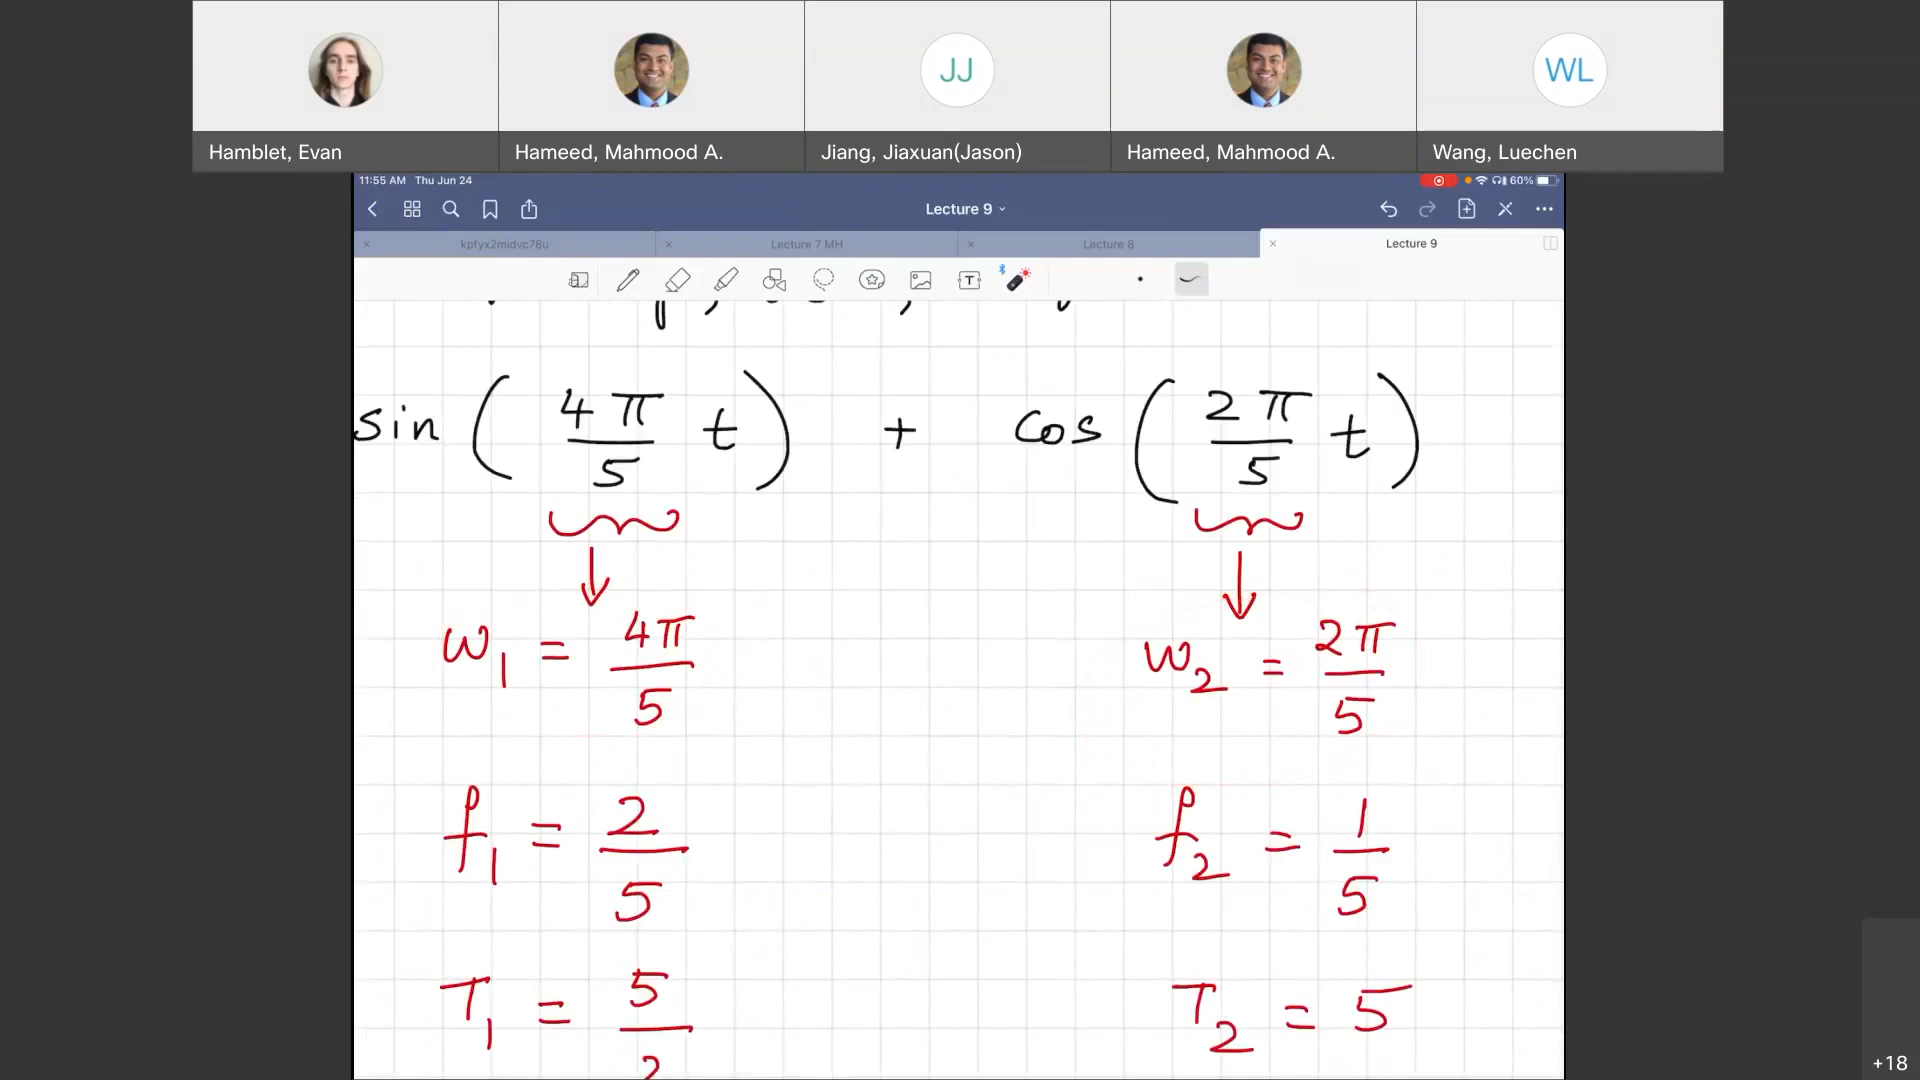 JJ
WL
Hamblet, Evan
Hameed, Mahmood A.
Jiang, Jiaxuan(Jason)
Hameed, Mahmood A.
Wang, Luechen
11:55 AM Thu Jun 24
60%
Lecture 9
kpfyx2midvc78u
Lecture 7 MH
Lecture 8
Lecture 9
T
sin ( 4π/5 t ) + cos ( 2π/5 t )
ω₁ = 4π/5
ω₂ = 2π/5
f₁ = 2/5
f₂ = 1/5
T₁ = 5/2
T₂ = 5
+18